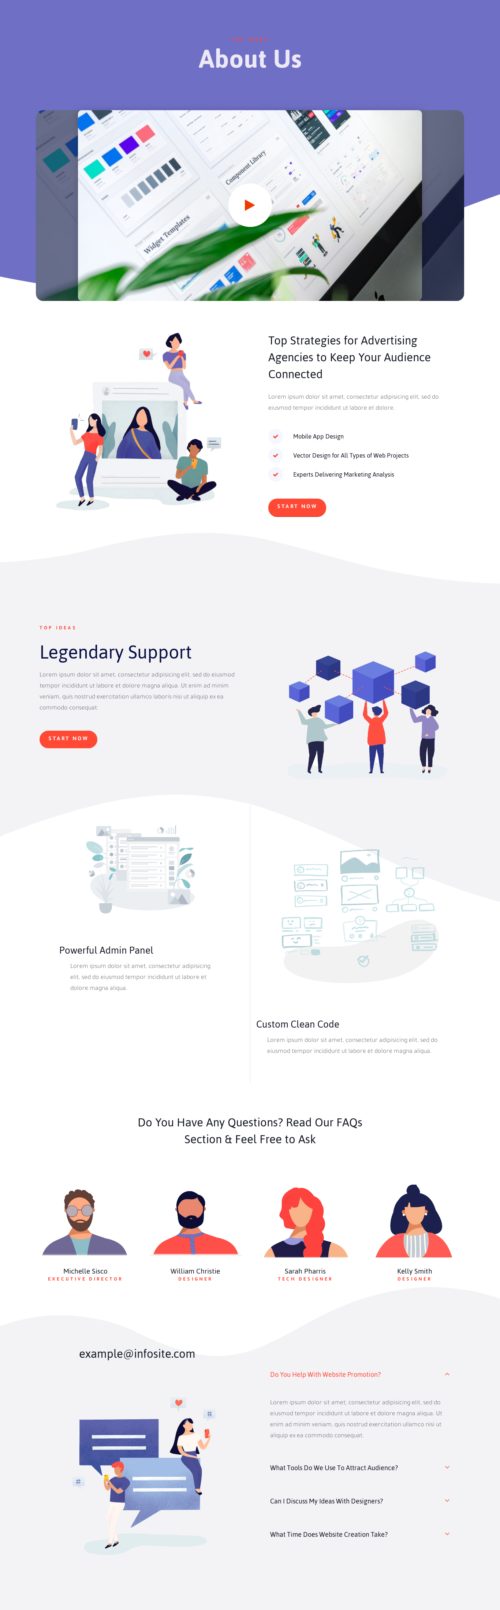 About Us
Component Library
Widget Templates
Top Strategies for Advertising
Agencies to Keep Your Audience
Connected
Lorem ipsum dolor sit amet, consectetur adipiscing elit, sed do
eiusmod tempor incididunt ut labore et dolore
Mobile App Design
Vector Design for All Types of Web Projects
Experts Delivering Marketing Analysis
START NOW
TOP IDEAS
Legendary Support
Lorem ipsum dolor sit amet, consectetur adipiscing elit, sed do eiusmod
tempor incididunt ut labore et dolore magna aliqua. Ut enim ad minim
veniam, quis nostrud exercitation ullamco laboris nisi ut aliquip ex ea
commodo consequat.
START NOW
Powerful Admin Panel
Lorem ipsum dolor sit amet, consectetur adipiscing
elit, sed do eiusmod tempor incididunt ut labore et
dolore magna aliqua.
Custom Clean Code
Lorem ipsum dolor sit amet, consectetur adipiscing elit, sed do
eiusmod tempor incididunt ut labore et dolore magna aliqua.
Do You Have Any Questions? Read Our FAQs
Section & Feel Free to Ask
Michelle Sisco
EXECUTIVE DIRECTOR
William Christie
DESIGNER
Sarah Pharris
TECH DESIGNER
Kelly Smith
DESIGNER
example@infosite.com
Do You Help With Website Promotion?
Lorem ipsum dolor sit amet, consectetur adipiscing elit, sed do
eiusmod tempor incididunt ut labore et dolore magna aliqua. Ut
enim ad minim veniam, quis nostrud exercitation ullamco laboris nisi ut
aliquip ex ea commodo consequat.
What Tools Do We Use To Attract Audience?
Can I Discuss My Ideas With Designers?
What Time Does Website Creation Take?